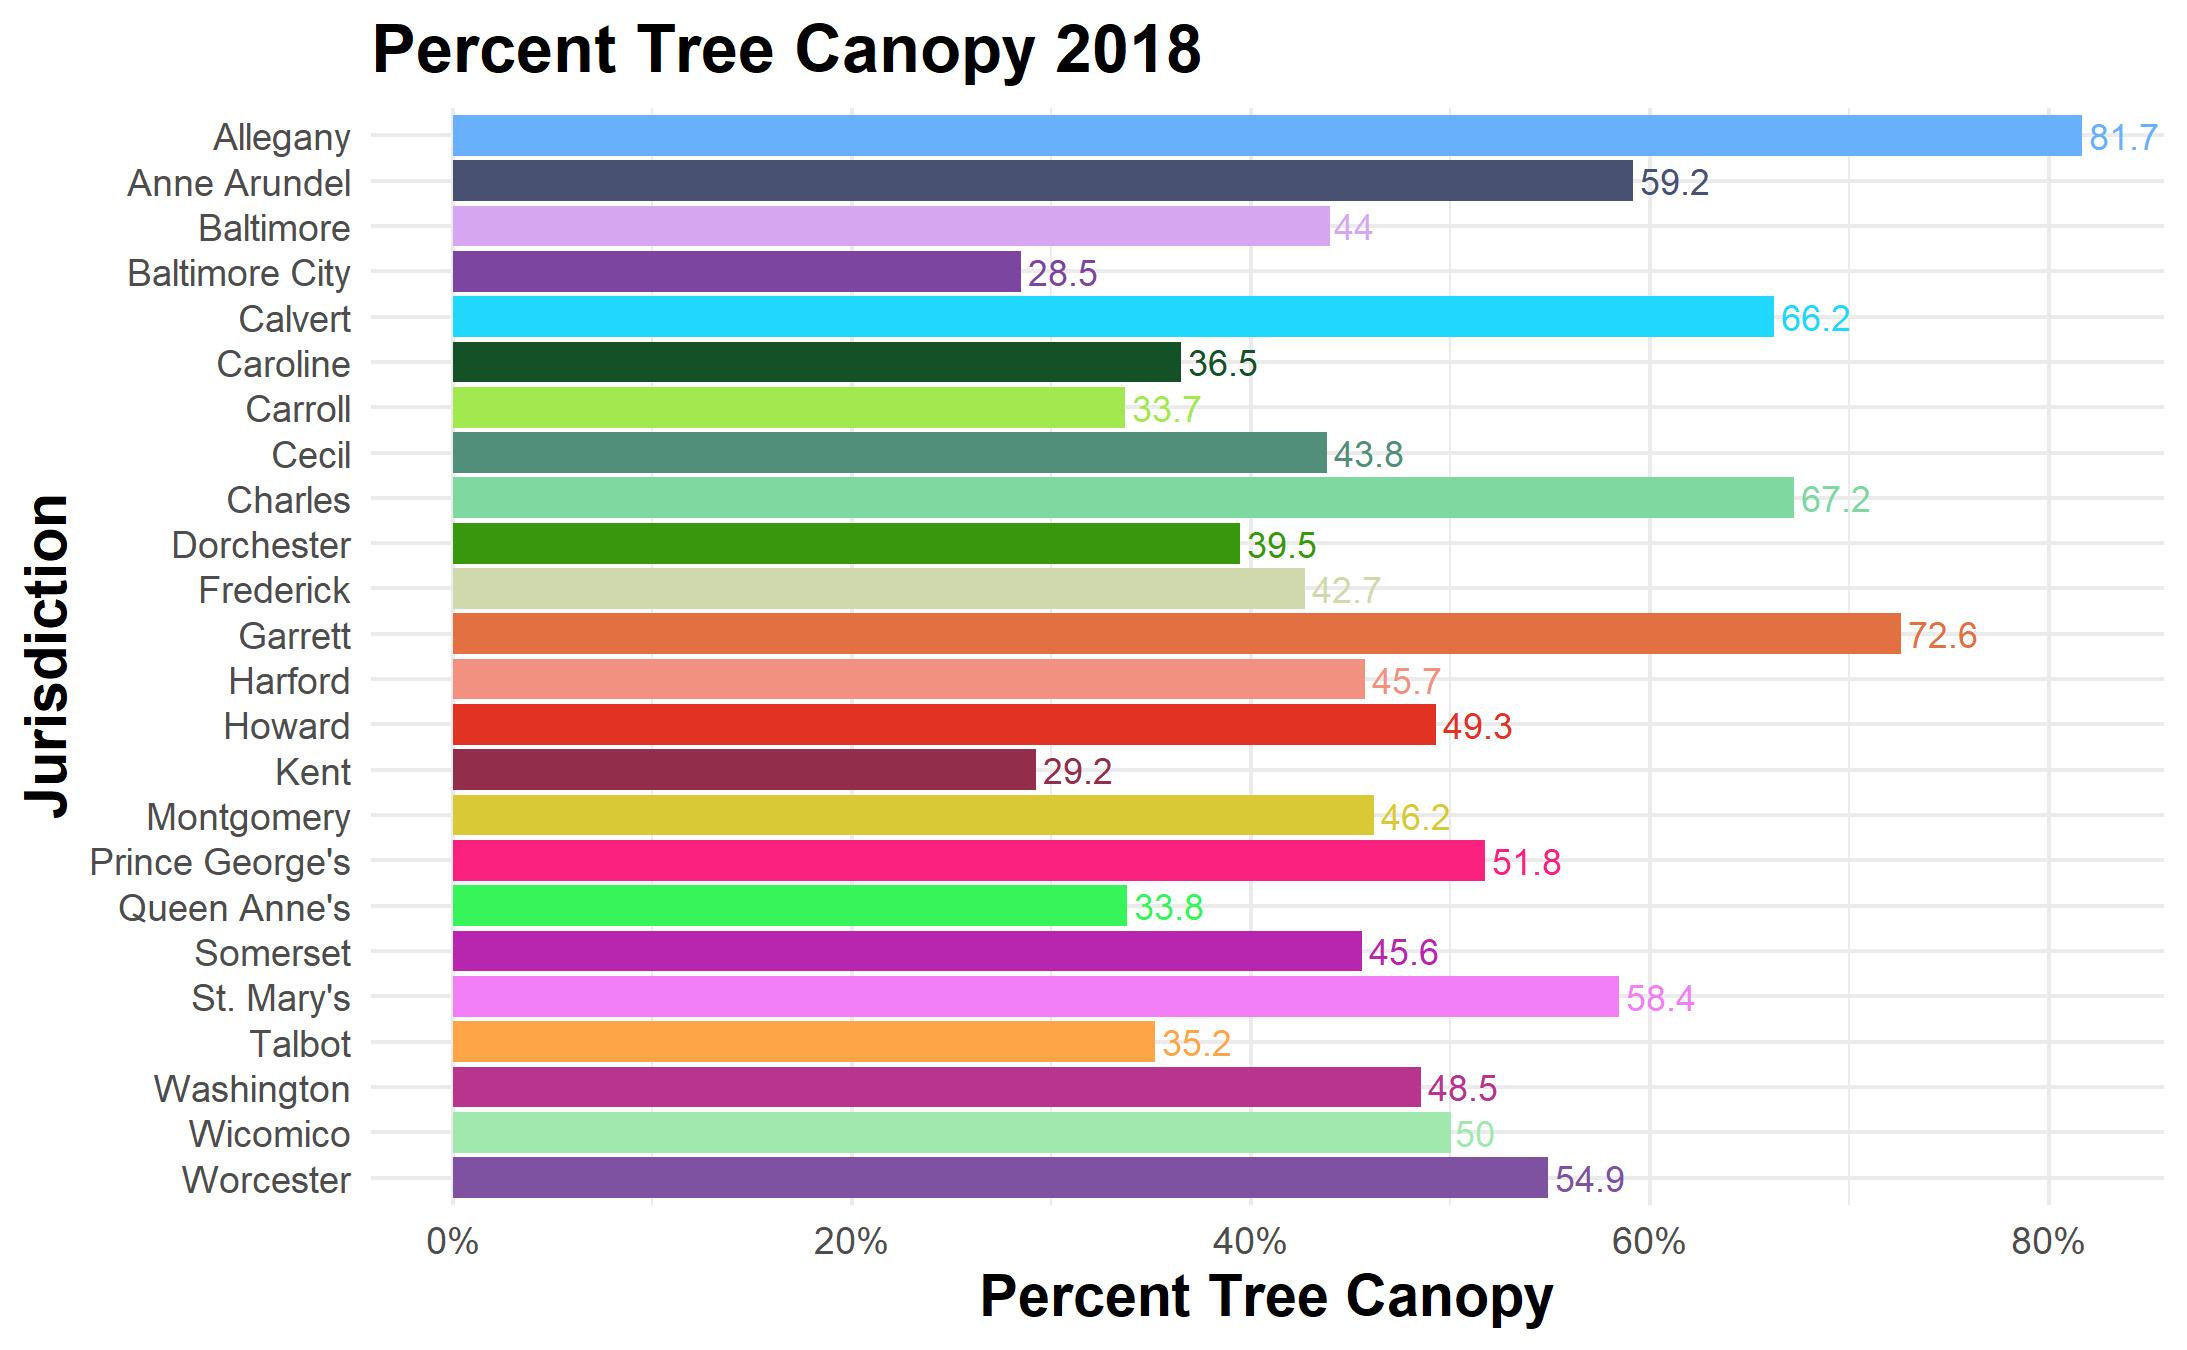 Percent Tree Canopy 2018
Jurisdiction
Allegany 81.7
Anne Arundel 59.2
Baltimore 44
Baltimore City 28.5
Calvert 66.2
Caroline 36.5
Carroll 33.7
Cecil 43.8
Charles 67.2
Dorchester 39.5
Frederick 42.7
Garrett 72.6
Harford 45.7
Howard 49.3
Kent 29.2
Montgomery 46.2
Prince George's 51.8
Queen Anne's 33.8
Somerset 45.6
St. Mary's 58.4
Talbot 35.2
Washington 48.5
Wicomico 50
Worcester 54.9
0% 20% 40% 60% 80%
Percent Tree Canopy